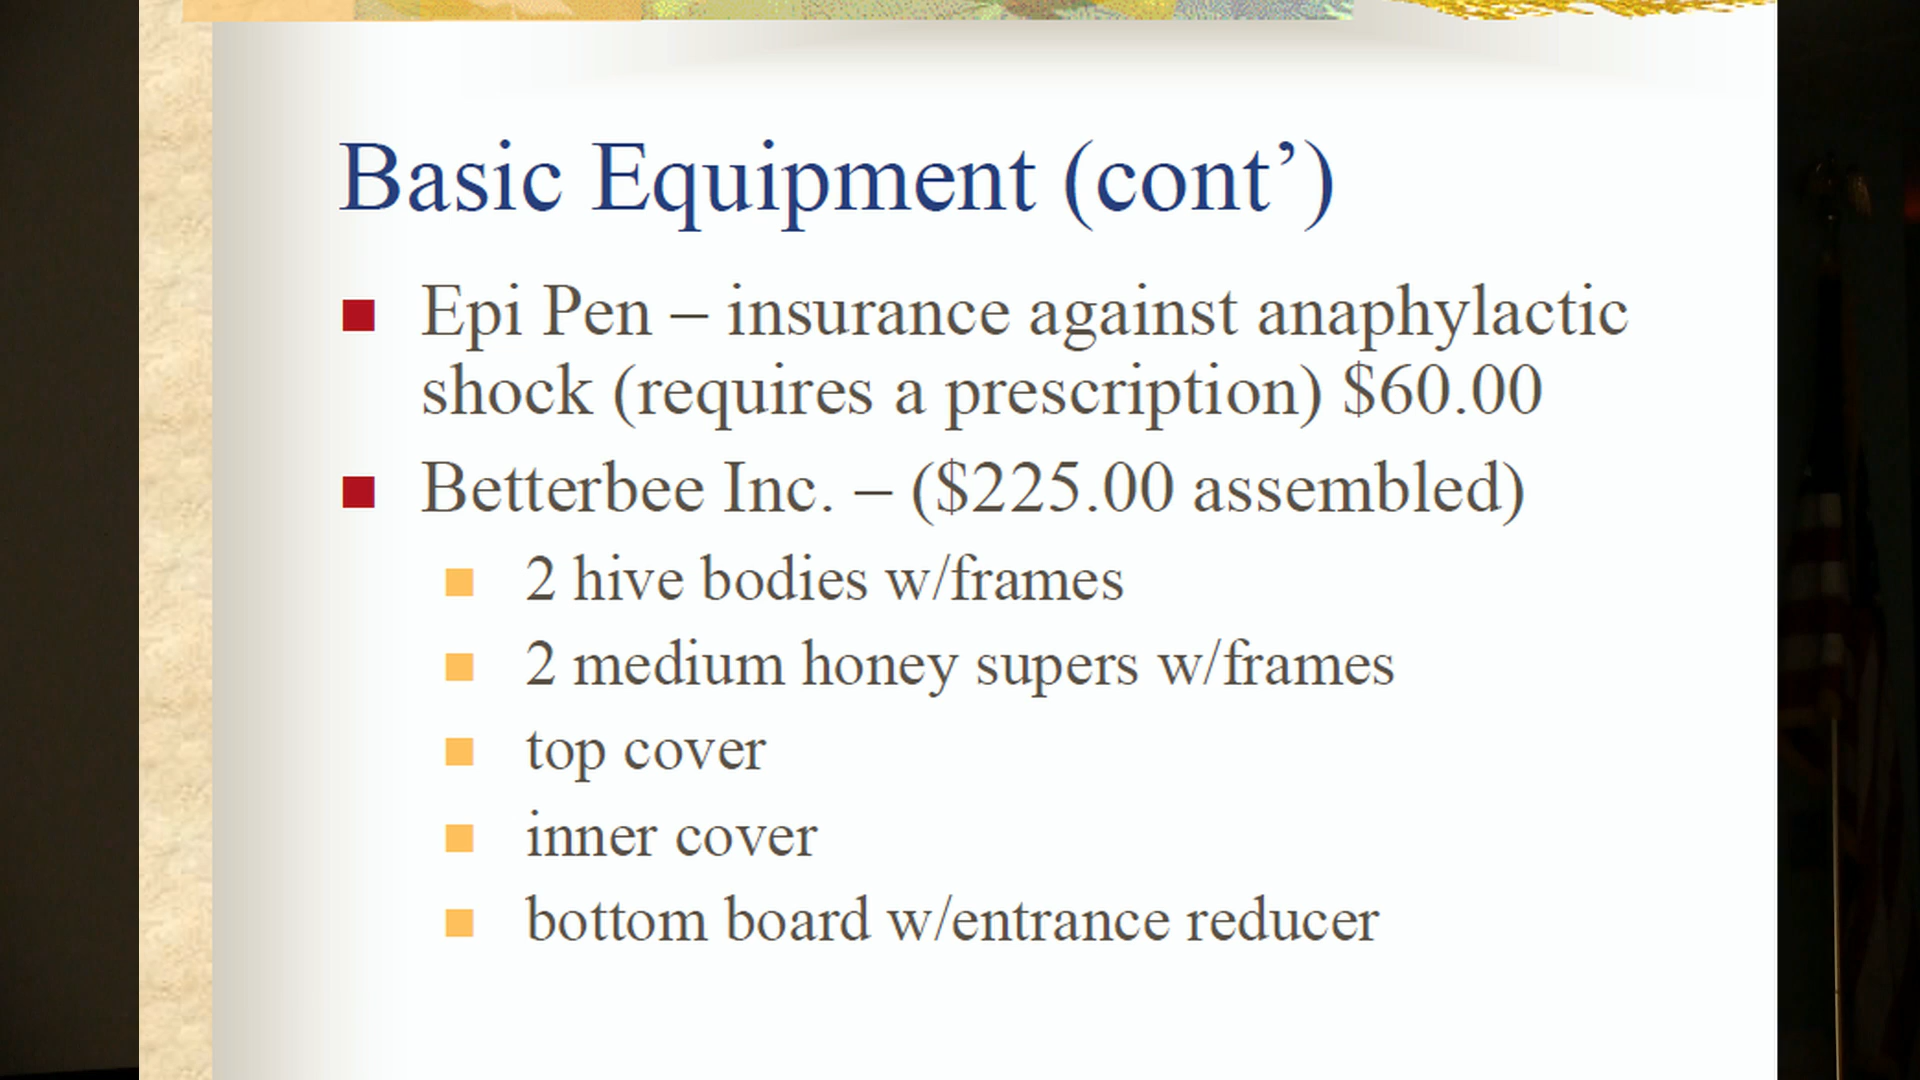 Basic Equipment (cont’)
Epi Pen – insurance against anaphylactic
shock (requires a prescription) $60.00
Betterbee Inc. – ($225.00 assembled)
2 hive bodies w/frames
2 medium honey supers w/frames
top cover
inner cover
bottom board w/entrance reducer